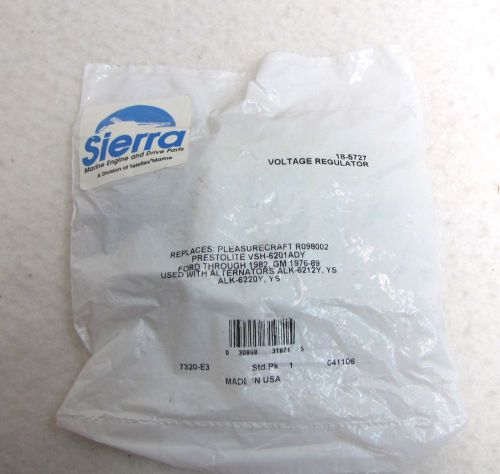 Sierra
Marine Engine and Drive Parts
A Division of Teleflex Marine
18-5727
VOLTAGE REGULATOR
REPLACES: PLEASURECRAFT R098002
PRESTOLITE VSH-6201ADY
FORD THROUGH 1982, GM 1976-89
USED WITH ALTERNATORS ALK-6212Y, YS
ALK-6220Y, YS
0 5
7320-E3 Std.Pk 1 041106
MADE IN USA